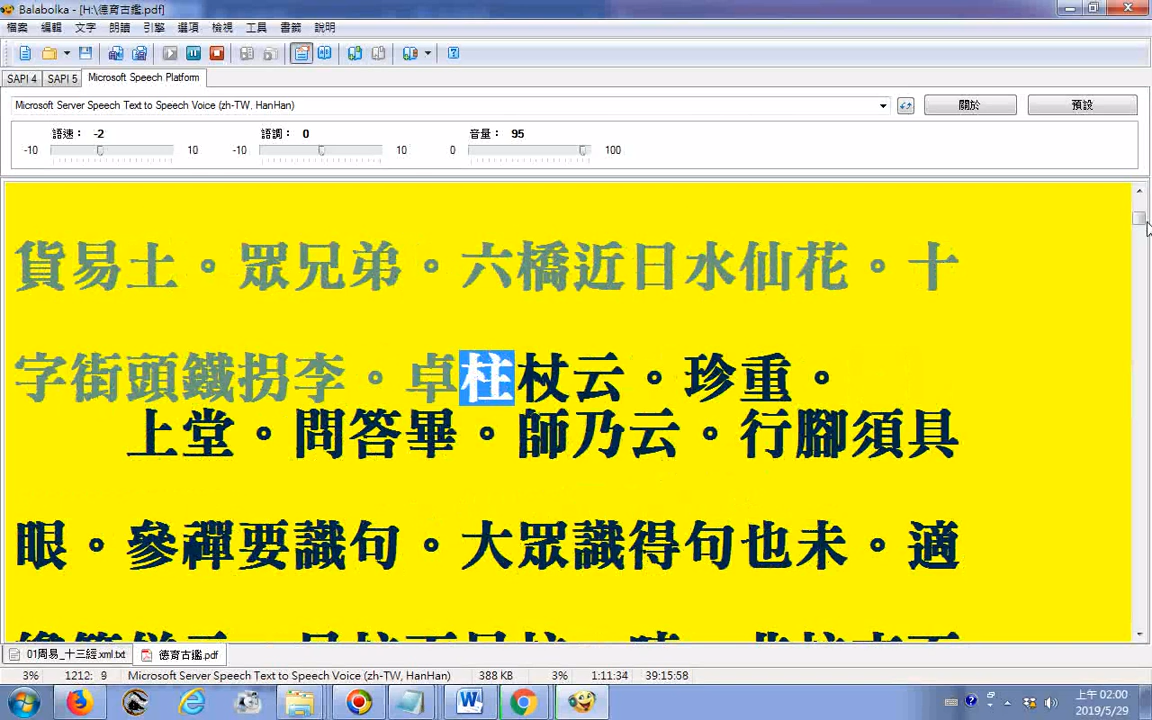 Balabolka - [H:\德育古鑑.pdf]
檔案 編輯 文字 朗讀 引擎 選項 檢視 工具 書籤 說明
SAPI 4 SAPI 5 Microsoft Speech Platform
Microsoft Server Speech Text to Speech Voice (zh-TW, HanHan) 關於 預設
語速： -2 語調： 0 音量： 95
-10 10 -10 10 0 100
貨易土。眾兄弟。六橋近日水仙花。十
字街頭鐵拐李。卓柱杖云。珍重。
上堂。問答畢。師乃云。行腳須具
眼。參禪要識句。大眾識得句也未。適
01周易_十三經.xml.txt 德育古鑑.pdf
3% 1212: 9 Microsoft Server Speech Text to Speech Voice (zh-TW, HanHan) 388 KB 3% 1:11:34 39:15:58
上午 02:00
2019/5/29